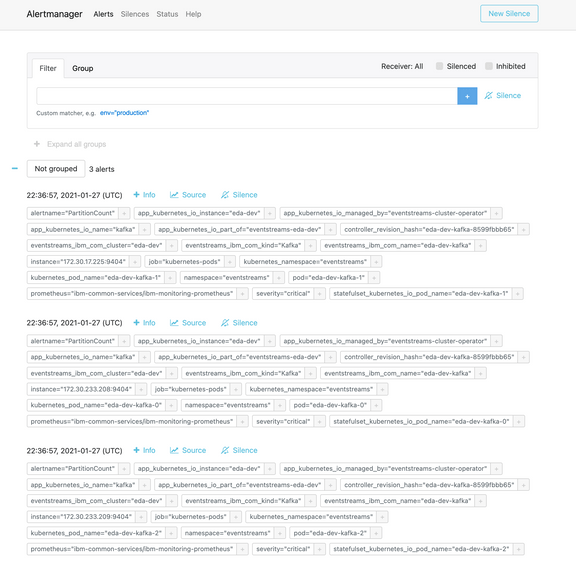 Alertmanager Alerts Silences Status Help New Silence
Filter Group Receiver: All Silenced Inhibited
+ Silence
Custom matcher, e.g. env="production"
+ Expand all groups
− Not grouped 3 alerts
22:36:57, 2021-01-27 (UTC) + Info Source Silence
alertname="PartitionCount" + app_kubernetes_io_instance="eda-dev" + app_kubernetes_io_managed_by="eventstreams-cluster-operator" +
app_kubernetes_io_name="kafka" + app_kubernetes_io_part_of="eventstreams-eda-dev" + controller_revision_hash="eda-dev-kafka-8599fbbb65" +
eventstreams_ibm_com_cluster="eda-dev" + eventstreams_ibm_com_kind="Kafka" + eventstreams_ibm_com_name="eda-dev-kafka" +
instance="172.30.17.225:9404" + job="kubernetes-pods" + kubernetes_namespace="eventstreams" +
kubernetes_pod_name="eda-dev-kafka-1" + namespace="eventstreams" + pod="eda-dev-kafka-1" +
prometheus="ibm-common-services/ibm-monitoring-prometheus" + severity="critical" + statefulset_kubernetes_io_pod_name="eda-dev-kafka-1" +
22:36:57, 2021-01-27 (UTC) + Info Source Silence
alertname="PartitionCount" + app_kubernetes_io_instance="eda-dev" + app_kubernetes_io_managed_by="eventstreams-cluster-operator" +
app_kubernetes_io_name="kafka" + app_kubernetes_io_part_of="eventstreams-eda-dev" + controller_revision_hash="eda-dev-kafka-8599fbbb65" +
eventstreams_ibm_com_cluster="eda-dev" + eventstreams_ibm_com_kind="Kafka" + eventstreams_ibm_com_name="eda-dev-kafka" +
instance="172.30.233.208:9404" + job="kubernetes-pods" + kubernetes_namespace="eventstreams" +
kubernetes_pod_name="eda-dev-kafka-0" + namespace="eventstreams" + pod="eda-dev-kafka-0" +
prometheus="ibm-common-services/ibm-monitoring-prometheus" + severity="critical" + statefulset_kubernetes_io_pod_name="eda-dev-kafka-0" +
22:36:57, 2021-01-27 (UTC) + Info Source Silence
alertname="PartitionCount" + app_kubernetes_io_instance="eda-dev" + app_kubernetes_io_managed_by="eventstreams-cluster-operator" +
app_kubernetes_io_name="kafka" + app_kubernetes_io_part_of="eventstreams-eda-dev" + controller_revision_hash="eda-dev-kafka-8599fbbb65" +
eventstreams_ibm_com_cluster="eda-dev" + eventstreams_ibm_com_kind="Kafka" + eventstreams_ibm_com_name="eda-dev-kafka" +
instance="172.30.233.209:9404" + job="kubernetes-pods" + kubernetes_namespace="eventstreams" +
kubernetes_pod_name="eda-dev-kafka-2" + namespace="eventstreams" + pod="eda-dev-kafka-2" +
prometheus="ibm-common-services/ibm-monitoring-prometheus" + severity="critical" + statefulset_kubernetes_io_pod_name="eda-dev-kafka-2" +